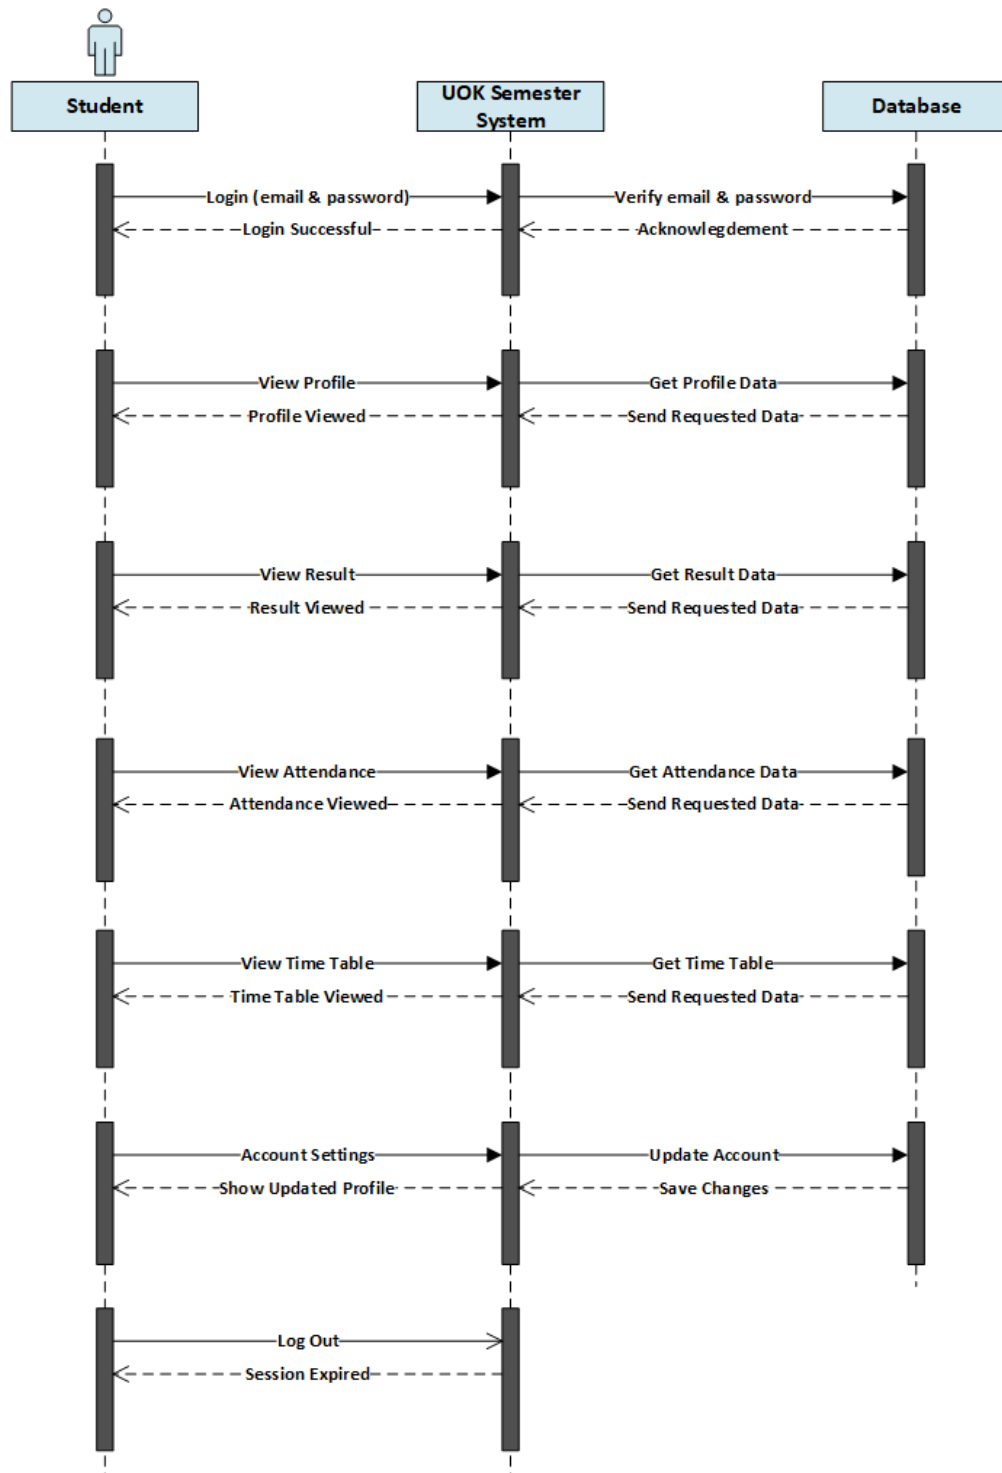 Student
UOK Semester
System
Database
Login (email & password)
Verify email & password
Login Successful
Acknowlegdement
View Profile
Get Profile Data
Profile Viewed
Send Requested Data
View Result
Get Result Data
Result Viewed
Send Requested Data
View Attendance
Get Attendance Data
Attendance Viewed
Send Requested Data
View Time Table
Get Time Table
Time Table Viewed
Send Requested Data
Account Settings
Update Account
Show Updated Profile
Save Changes
Log Out
Session Expired